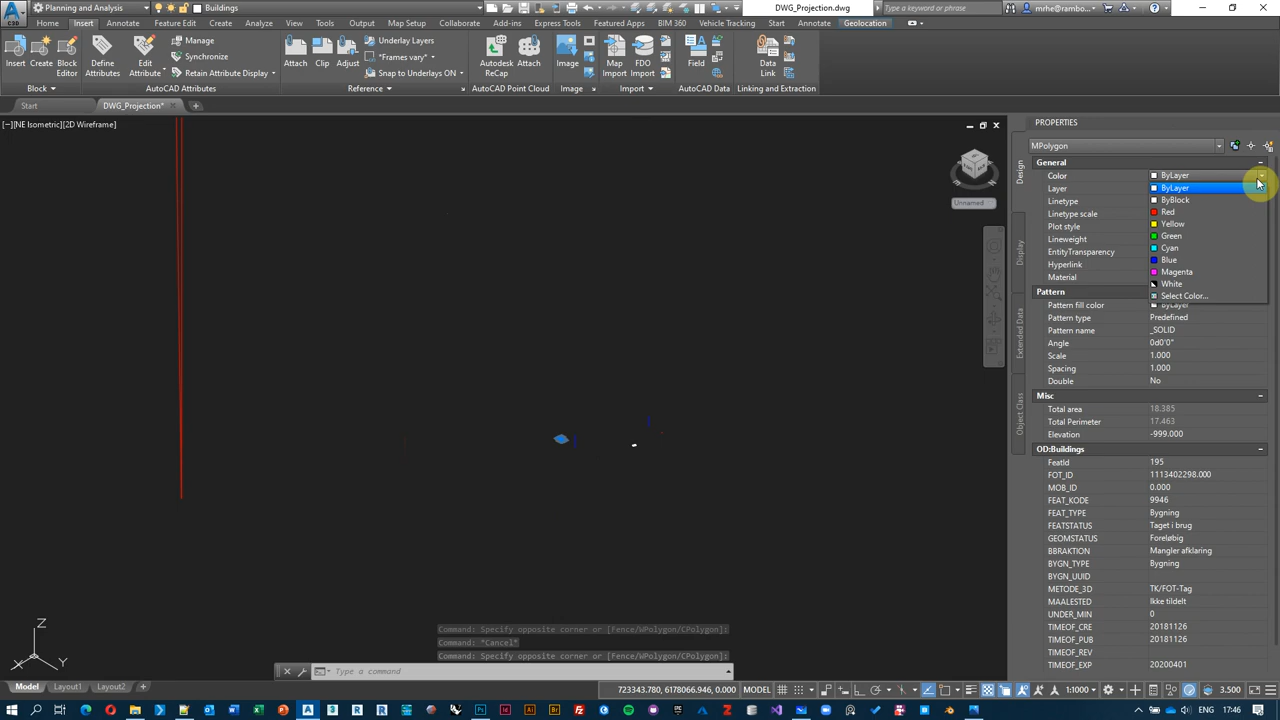 Planning and Analysis
Buildings
DWG_Projection.dwg
Type a keyword or phrase
mrhe@rambo...
C3D
Home Insert Annotate Feature Edit Create Analyze View Tools Output Map Setup Collaborate Add-ins Express Tools Featured Apps BIM 360 Vehicle Tracking Start Annotate Geolocation
Insert Create Block Editor
Define Attributes
Edit Attribute
Manage
Synchronize
Retain Attribute Display
Attach Clip Adjust
Underlay Layers
*Frames vary*
Snap to Underlays ON
Autodesk ReCap
Attach
Image
Map Import
FDO Import
Field
Data Link
Block AutoCAD Attributes Reference AutoCAD Point Cloud Image Import AutoCAD Data Linking and Extraction
Start DWG_Projection*
[−][NE Isometric][2D Wireframe]
Unnamed
PROPERTIES
MPolygon
Design
Display
Extended Data
Object Class
General
Color ByLayer
Layer ByLayer
ByBlock
Linetype Red
Linetype scale Yellow
Plot style Green
Lineweight Cyan
EntityTransparency Blue
Hyperlink Magenta
Material White
Select Color...
Pattern
Pattern fill color ByLayer
Pattern type Predefined
Pattern name _SOLID
Angle 0d0'0"
Scale 1.000
Spacing 1.000
Double No
Misc
Total area 18.385
Total Perimeter 17.463
Elevation -999.000
OD:Buildings
FeatId 195
FOT_ID 1113402298.000
MOB_ID 0.000
FEAT_KODE 9946
FEAT_TYPE Bygning
FEATSTATUS Taget i brug
GEOMSTATUS Foreløbig
BBRAKTION Mangler afklaring
BYGN_TYPE Bygning
BYGN_UUID
METODE_3D TK/FOT-Tag
MAALESTED Ikke tildelt
UNDER_MIN 0
TIMEOF_CRE 20181126
TIMEOF_PUB 20181126
TIMEOF_REV
TIMEOF_EXP 20200401
Z
X Y
Command: Specify opposite corner or [Fence/WPolygon/CPolygon]:
Command: *Cancel*
Command: Specify opposite corner or [Fence/WPolygon/CPolygon]:
Type a command
Model Layout1 Layout2
723343.780, 6178066.946, 0.000 MODEL
1:1000
3.500
ENG 17:46